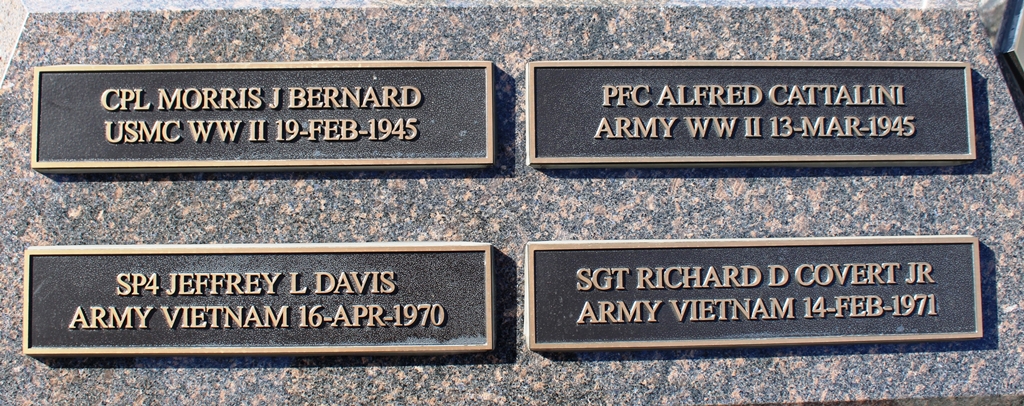 CPL MORRIS J BERNARD
USMC WW II 19-FEB-1945
PFC ALFRED CATTALINI
ARMY WW II 13-MAR-1945
SP4 JEFFREY L DAVIS
ARMY VIETNAM 16-APR-1970
SGT RICHARD D COVERT JR
ARMY VIETNAM 14-FEB-1971